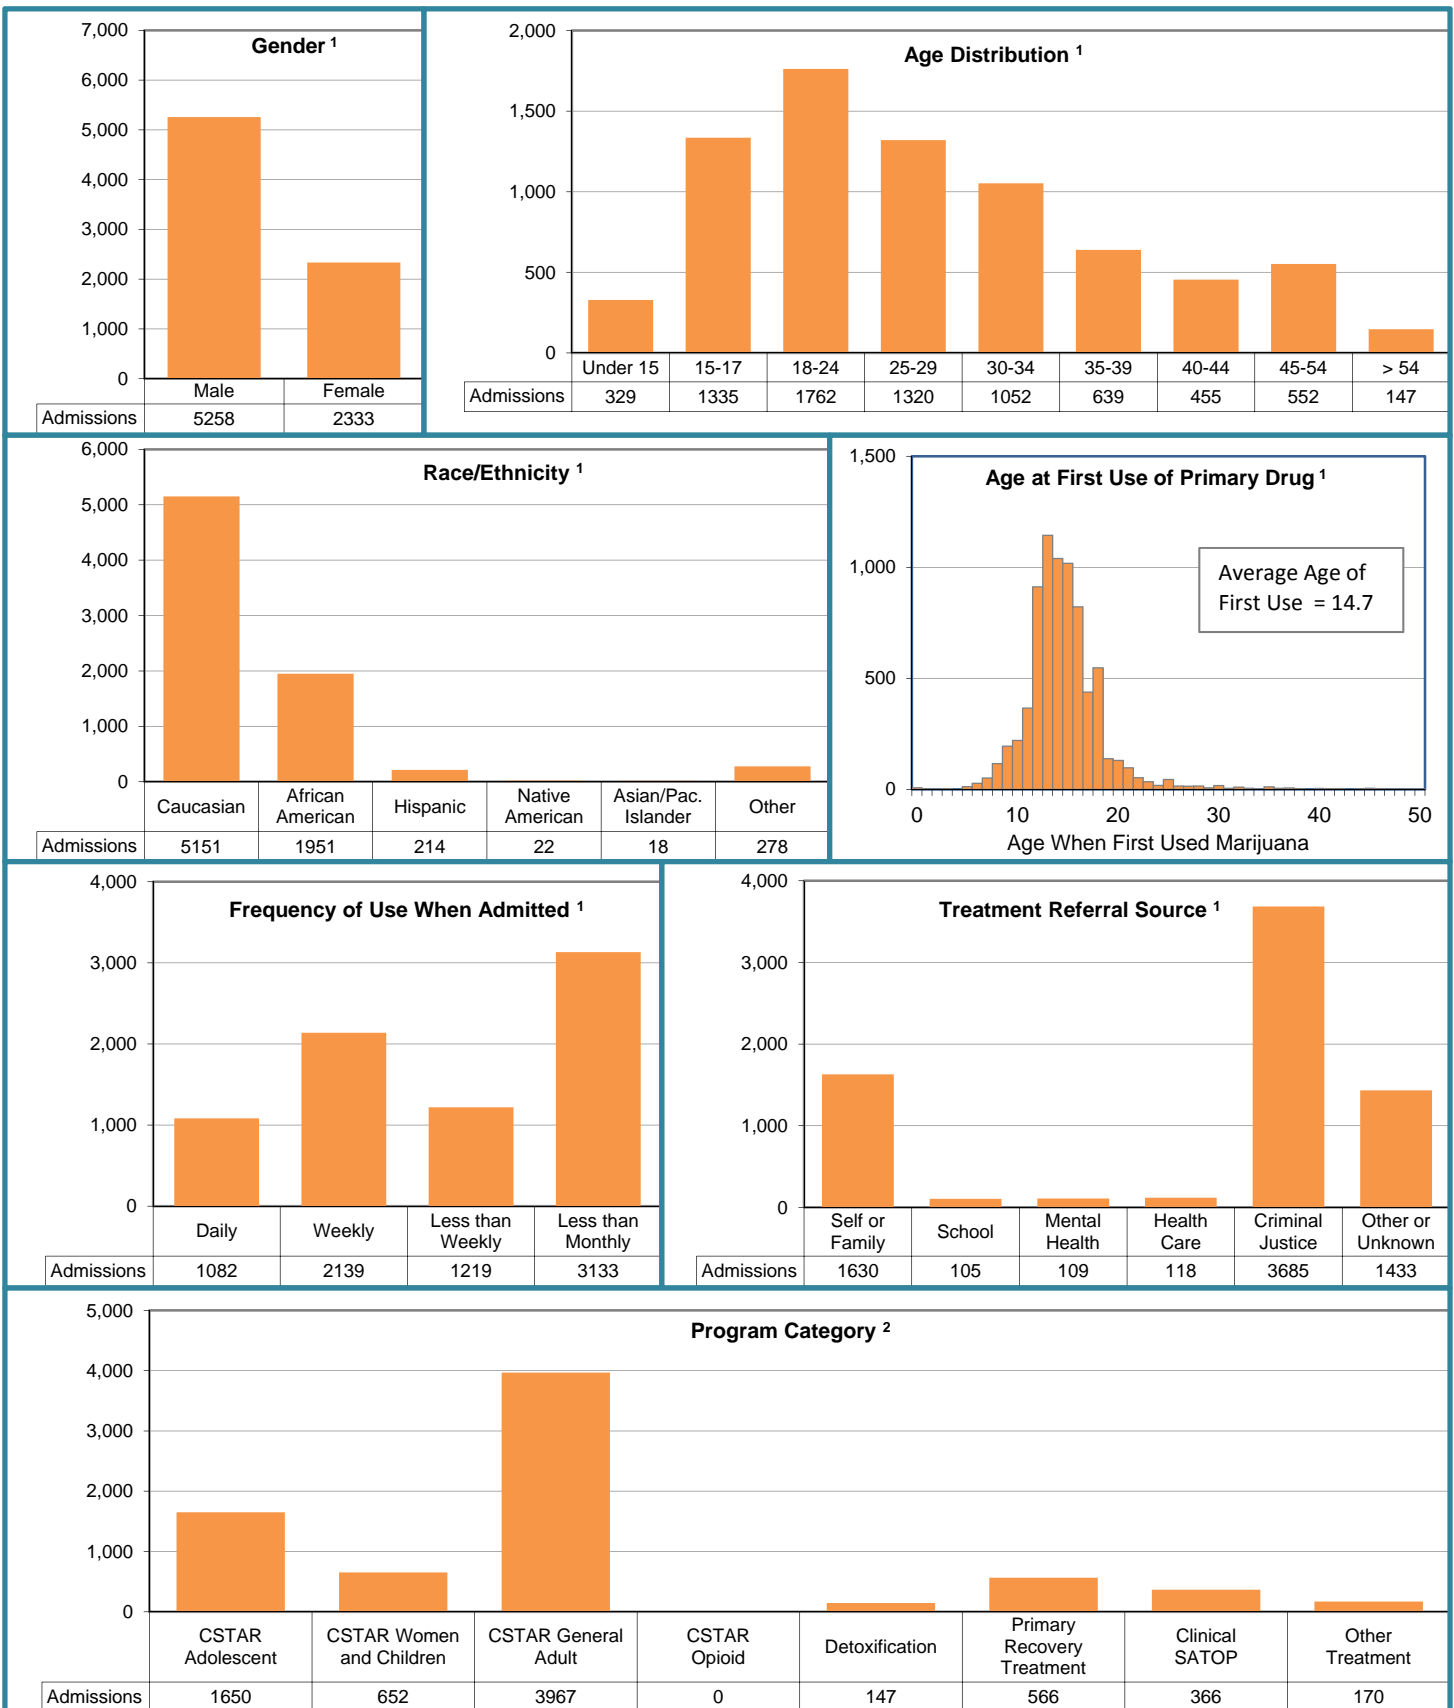 Gender 1
7,000
6,000
5,000
4,000
3,000
2,000
1,000
0
Male Female
Admissions 5258 2333
Age Distribution 1
2,000
1,500
1,000
500
0
Under 15 15-17 18-24 25-29 30-34 35-39 40-44 45-54 > 54
Admissions 329 1335 1762 1320 1052 639 455 552 147
Race/Ethnicity 1
6,000
5,000
4,000
3,000
2,000
1,000
0
Caucasian African American Hispanic Native American Asian/Pac. Islander Other
Admissions 5151 1951 214 22 18 278
Age at First Use of Primary Drug 1
1,500
1,000
500
0
Average Age of
First Use = 14.7
0 10 20 30 40 50
Age When First Used Marijuana
Frequency of Use When Admitted 1
4,000
3,000
2,000
1,000
0
Daily Weekly Less than Weekly Less than Monthly
Admissions 1082 2139 1219 3133
Treatment Referral Source 1
4,000
3,000
2,000
1,000
0
Self or Family School Mental Health Health Care Criminal Justice Other or Unknown
Admissions 1630 105 109 118 3685 1433
Program Category 2
5,000
4,000
3,000
2,000
1,000
0
CSTAR Adolescent CSTAR Women and Children CSTAR General Adult CSTAR Opioid Detoxification Primary Recovery Treatment Clinical SATOP Other Treatment
Admissions 1650 652 3967 0 147 566 366 170